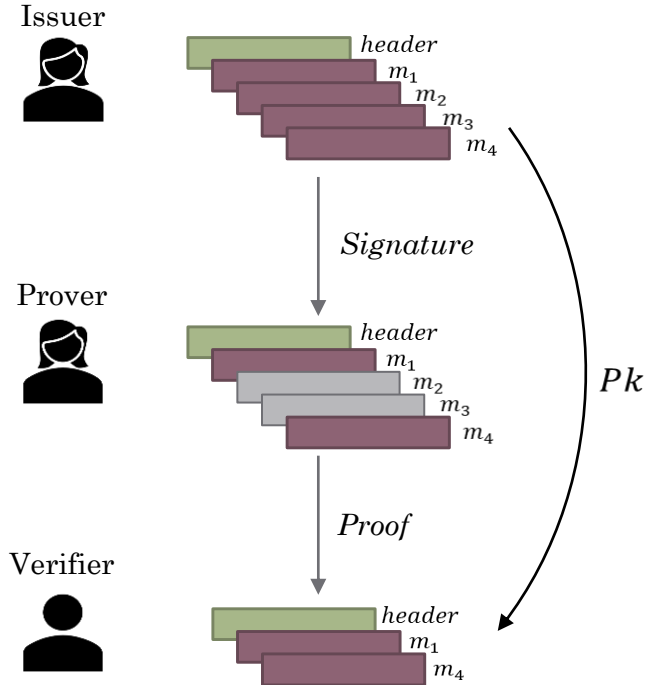 Issuer
header
m₁
m₂
m₃
m₄
Signature
Prover
header
m₁
m₂
m₃
m₄
Pk
Proof
Verifier
header
m₁
m₄